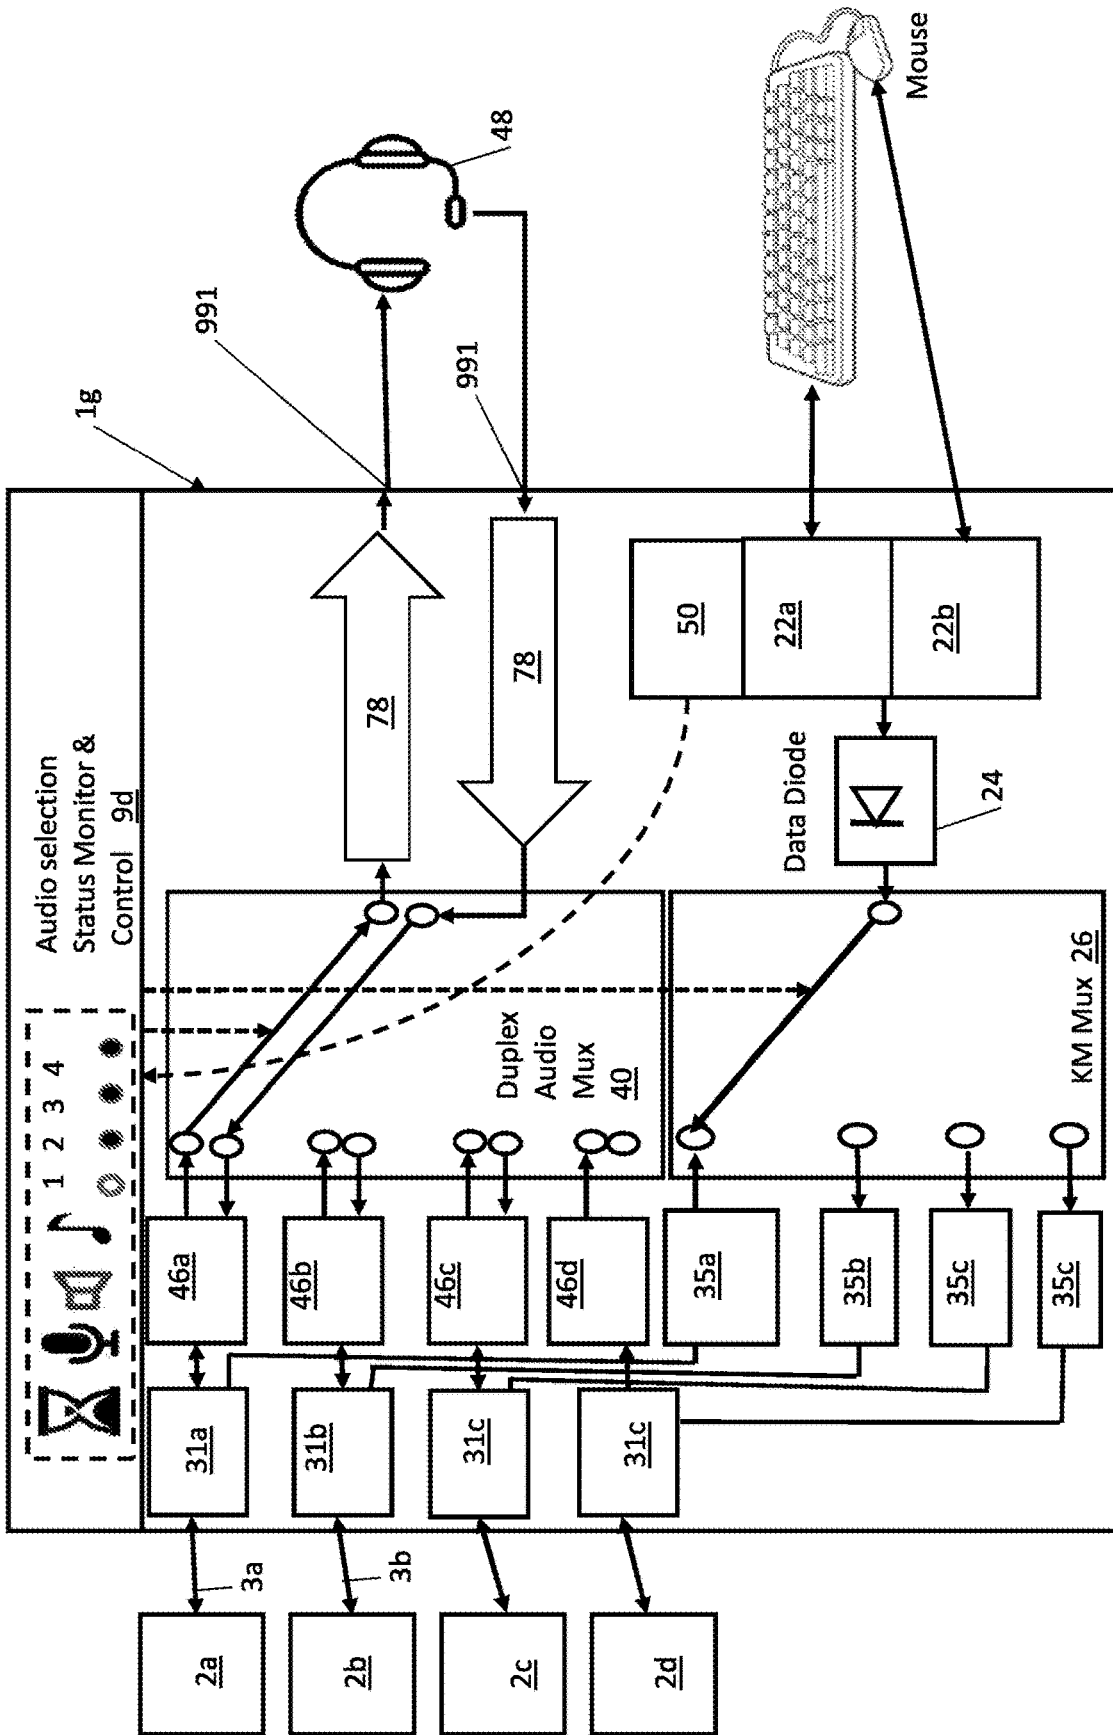 Audio selection
Status Monitor &
Control 9d
1 2 3 4
1g
2a
3a
31a
46a
78
991
48
2b
3b
31b
46b
Duplex
Audio
Mux
40
78
991
2c
31c
46c
2d
31c
46d
35a
35b
35c
35c
KM Mux 26
Data Diode
24
50
22a
22b
Mouse